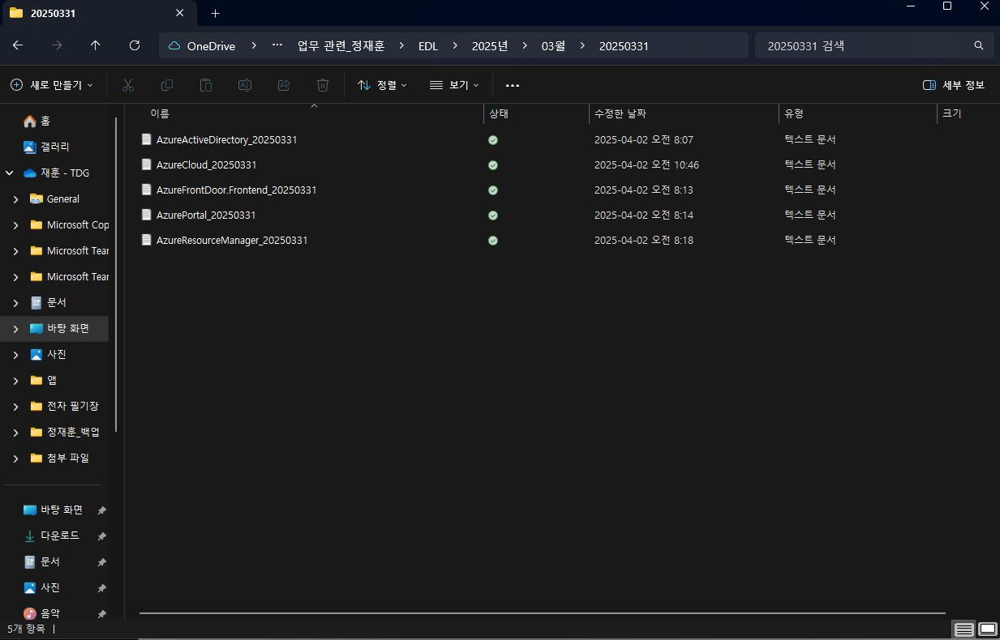 20250331
OneDrive > ··· 업무 관련_정재훈 > EDL > 2025년 > 03월 > 20250331
20250331 검색
새로 만들기
정렬
보기
세부 정보
이름 상태 수정한 날짜 유형 크기
AzureActiveDirectory_20250331 2025-04-02 오전 8:07 텍스트 문서
AzureCloud_20250331 2025-04-02 오전 10:46 텍스트 문서
AzureFrontDoor.Frontend_20250331 2025-04-02 오전 8:13 텍스트 문서
AzurePortal_20250331 2025-04-02 오전 8:14 텍스트 문서
AzureResourceManager_20250331 2025-04-02 오전 8:18 텍스트 문서
홈
갤러리
재훈 - TDG
General
Microsoft Cop
Microsoft Tear
Microsoft Tear
문서
바탕 화면
사진
앱
전자 필기장
정재훈_백업
첨부 파일
바탕 화면
다운로드
문서
사진
음악
5개 항목